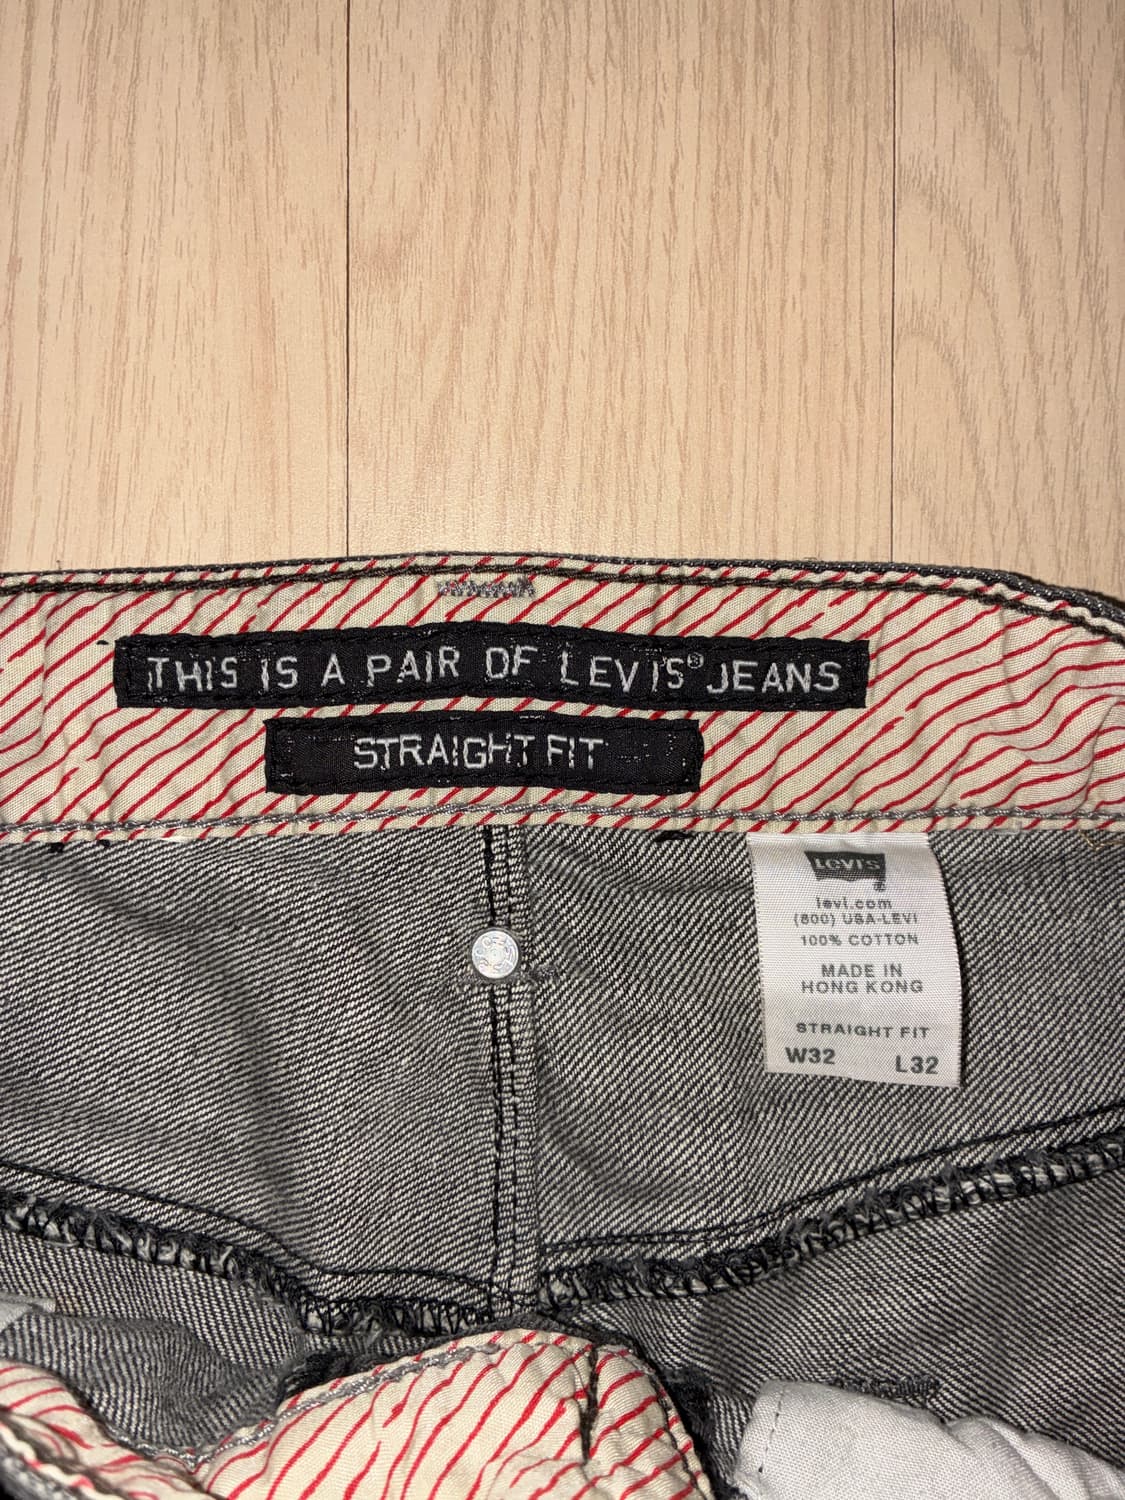 THIS IS A PAIR OF LEVI'S® JEANS
STRAIGHT FIT
LEVI'S
levi.com
(800) USA-LEVI
100% COTTON
MADE IN
HONG KONG
STRAIGHT FIT
W32 L32